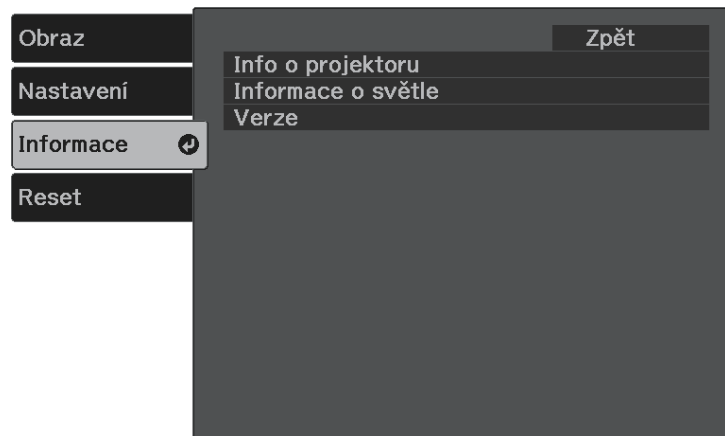 Obraz
Nastavení
Informace
Reset
Zpět
Info o projektoru
Informace o světle
Verze